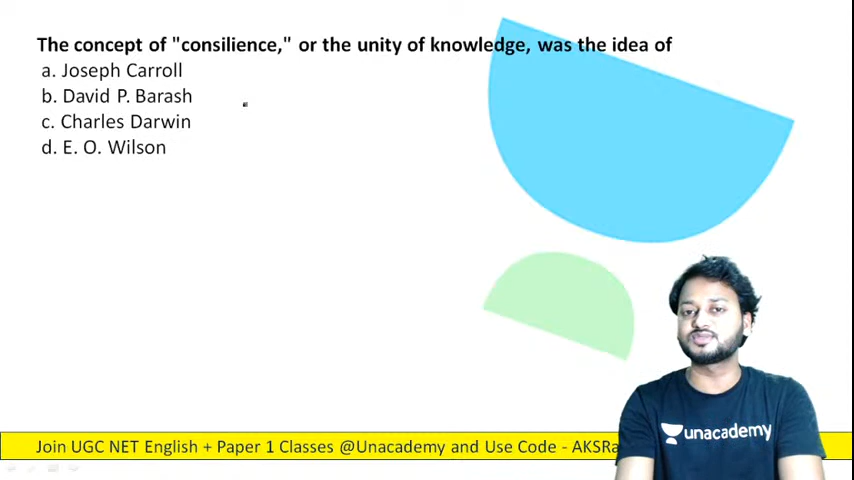 The concept of "consilience," or the unity of knowledge, was the idea of
a. Joseph Carroll
b. David P. Barash
c. Charles Darwin
d. E. O. Wilson
unacademy
Join UGC NET English + Paper 1 Classes @Unacademy and Use Code - AKSRa